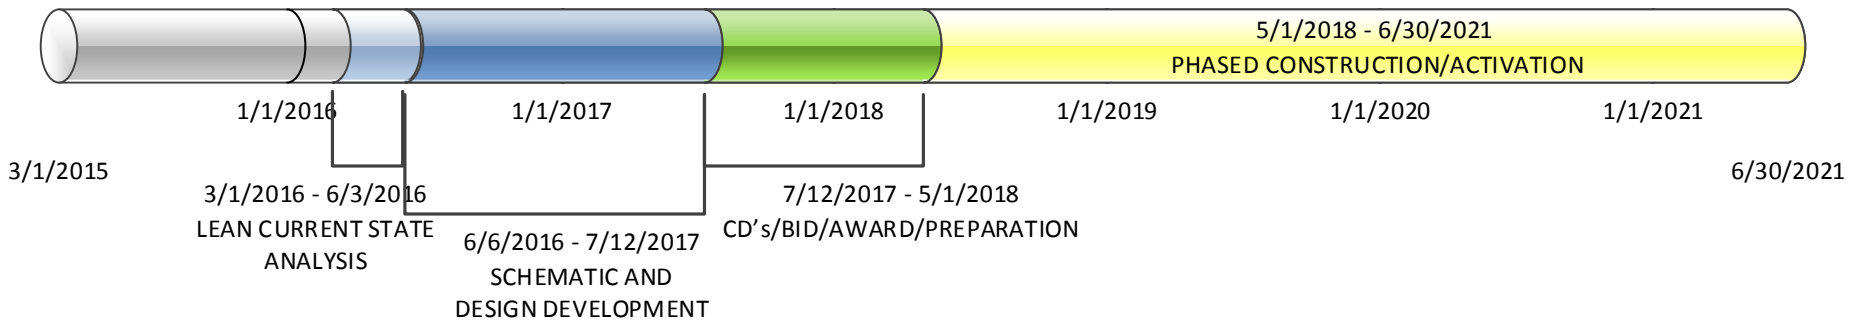 5/1/2018 - 6/30/2021
PHASED CONSTRUCTION/ACTIVATION
1/1/2016
1/1/2017
1/1/2018
1/1/2019
1/1/2020
1/1/2021
3/1/2015
6/30/2021
3/1/2016 - 6/3/2016
LEAN CURRENT STATE
ANALYSIS
6/6/2016 - 7/12/2017
SCHEMATIC AND
DESIGN DEVELOPMENT
7/12/2017 - 5/1/2018
CD’s/BID/AWARD/PREPARATION